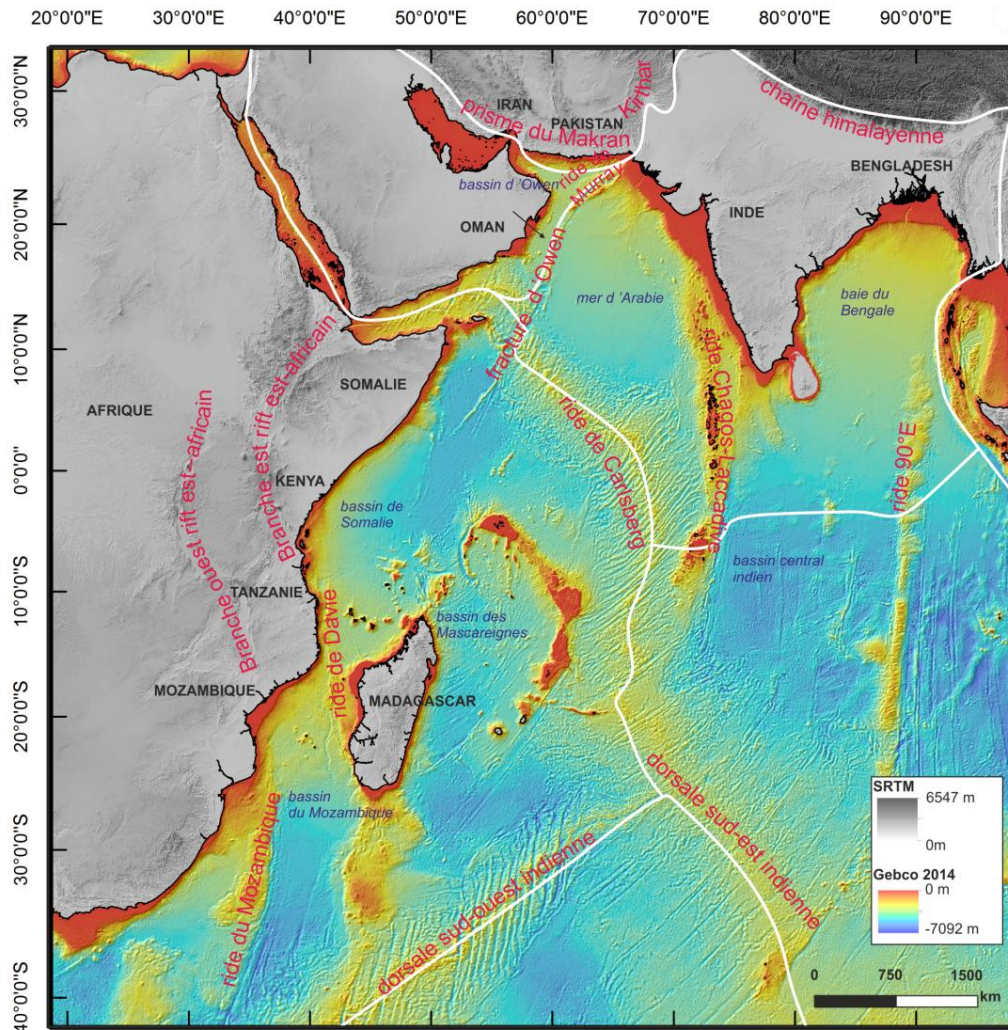 20°0'0"E 30°0'0"E 40°0'0"E 50°0'0"E 60°0'0"E 70°0'0"E 80°0'0"E 90°0'0"E
30°0'0"N
20°0'0"N
10°0'0"N
0°0'0"
10°0'0"S
20°0'0"S
30°0'0"S
40°0'0"S
IRAN
prisme du Makran
PAKISTAN
Kirthar
chaîne himalayenne
BENGLADESH
bassin d 'Owen
ride de
Murray
INDE
OMAN
fracture d 'Owen
mer d 'Arabie
baie du
Bengale
ride Chagos-Laccadive
SOMALIE
AFRIQUE
Branche ouest rift est-africain
Branche est rift est-africain
ride de Carlsberg
ride 90°E
KENYA
bassin de
Somalie
bassin central
indien
TANZANIE
ride de Davie
bassin des
Mascareignes
MOZAMBIQUE
MADAGASCAR
bassin
du Mozambique
ride du Mozambique
dorsale sud-ouest indienne
dorsale sud-est indienne
SRTM
6547 m
0m
Gebco 2014
0 m
-7092 m
0 750 1500
km